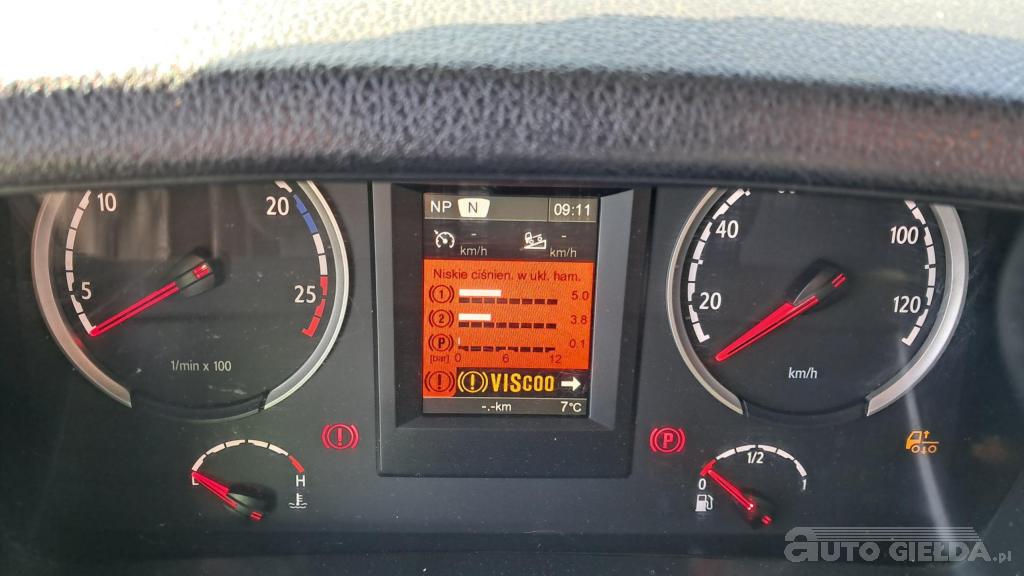 NP N 09:11
- -
km/h km/h
Niskie ciśnien. w ukł. ham.
(1) 5.0
(2) 3.8
(P) 0.1
[bar] 0 6 12
(!) (!) VIScoo →
-.-km 7°C
5 10 20 25
1/min x 100
20 40 100 120
km/h
H
(!)
(P)
0 1/2 1
AUTO GIEŁDA.pl